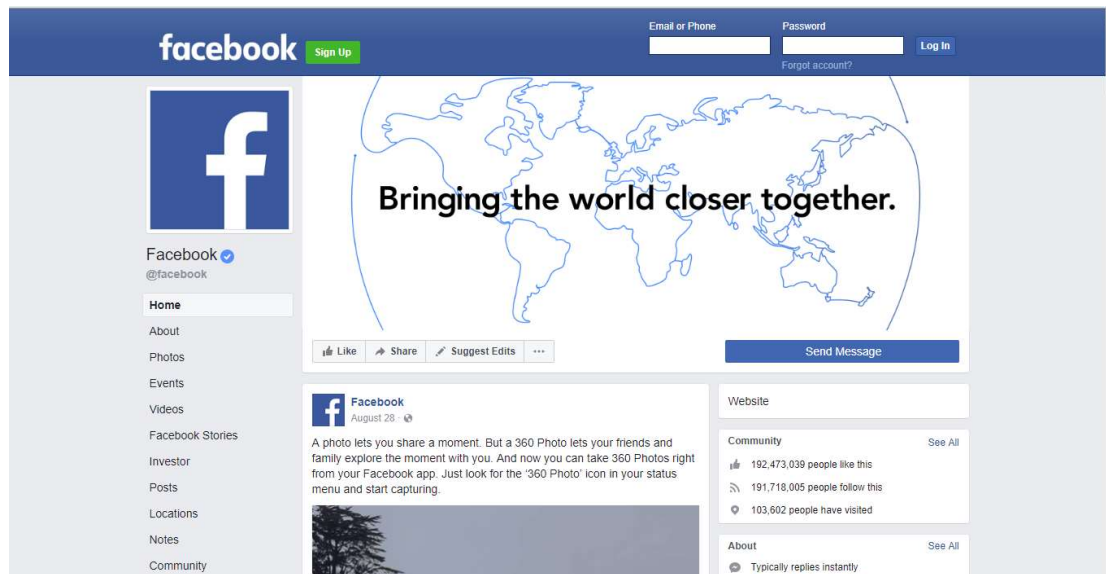 facebook
Sign Up
Email or Phone
Password
Log In
Forgot account?
f
Bringing the world closer together.
Facebook
@facebook
Home
About
Photos
Events
Videos
Facebook Stories
Investor
Posts
Locations
Notes
Community
Like
Share
Suggest Edits
...
Send Message
f
Facebook
August 28 ·
A photo lets you share a moment. But a 360 Photo lets your friends and
family explore the moment with you. And now you can take 360 Photos right
from your Facebook app. Just look for the ‘360 Photo’ icon in your status
menu and start capturing.
Website
Community
See All
192,473,039 people like this
191,718,005 people follow this
103,602 people have visited
About
See All
Typically replies instantly